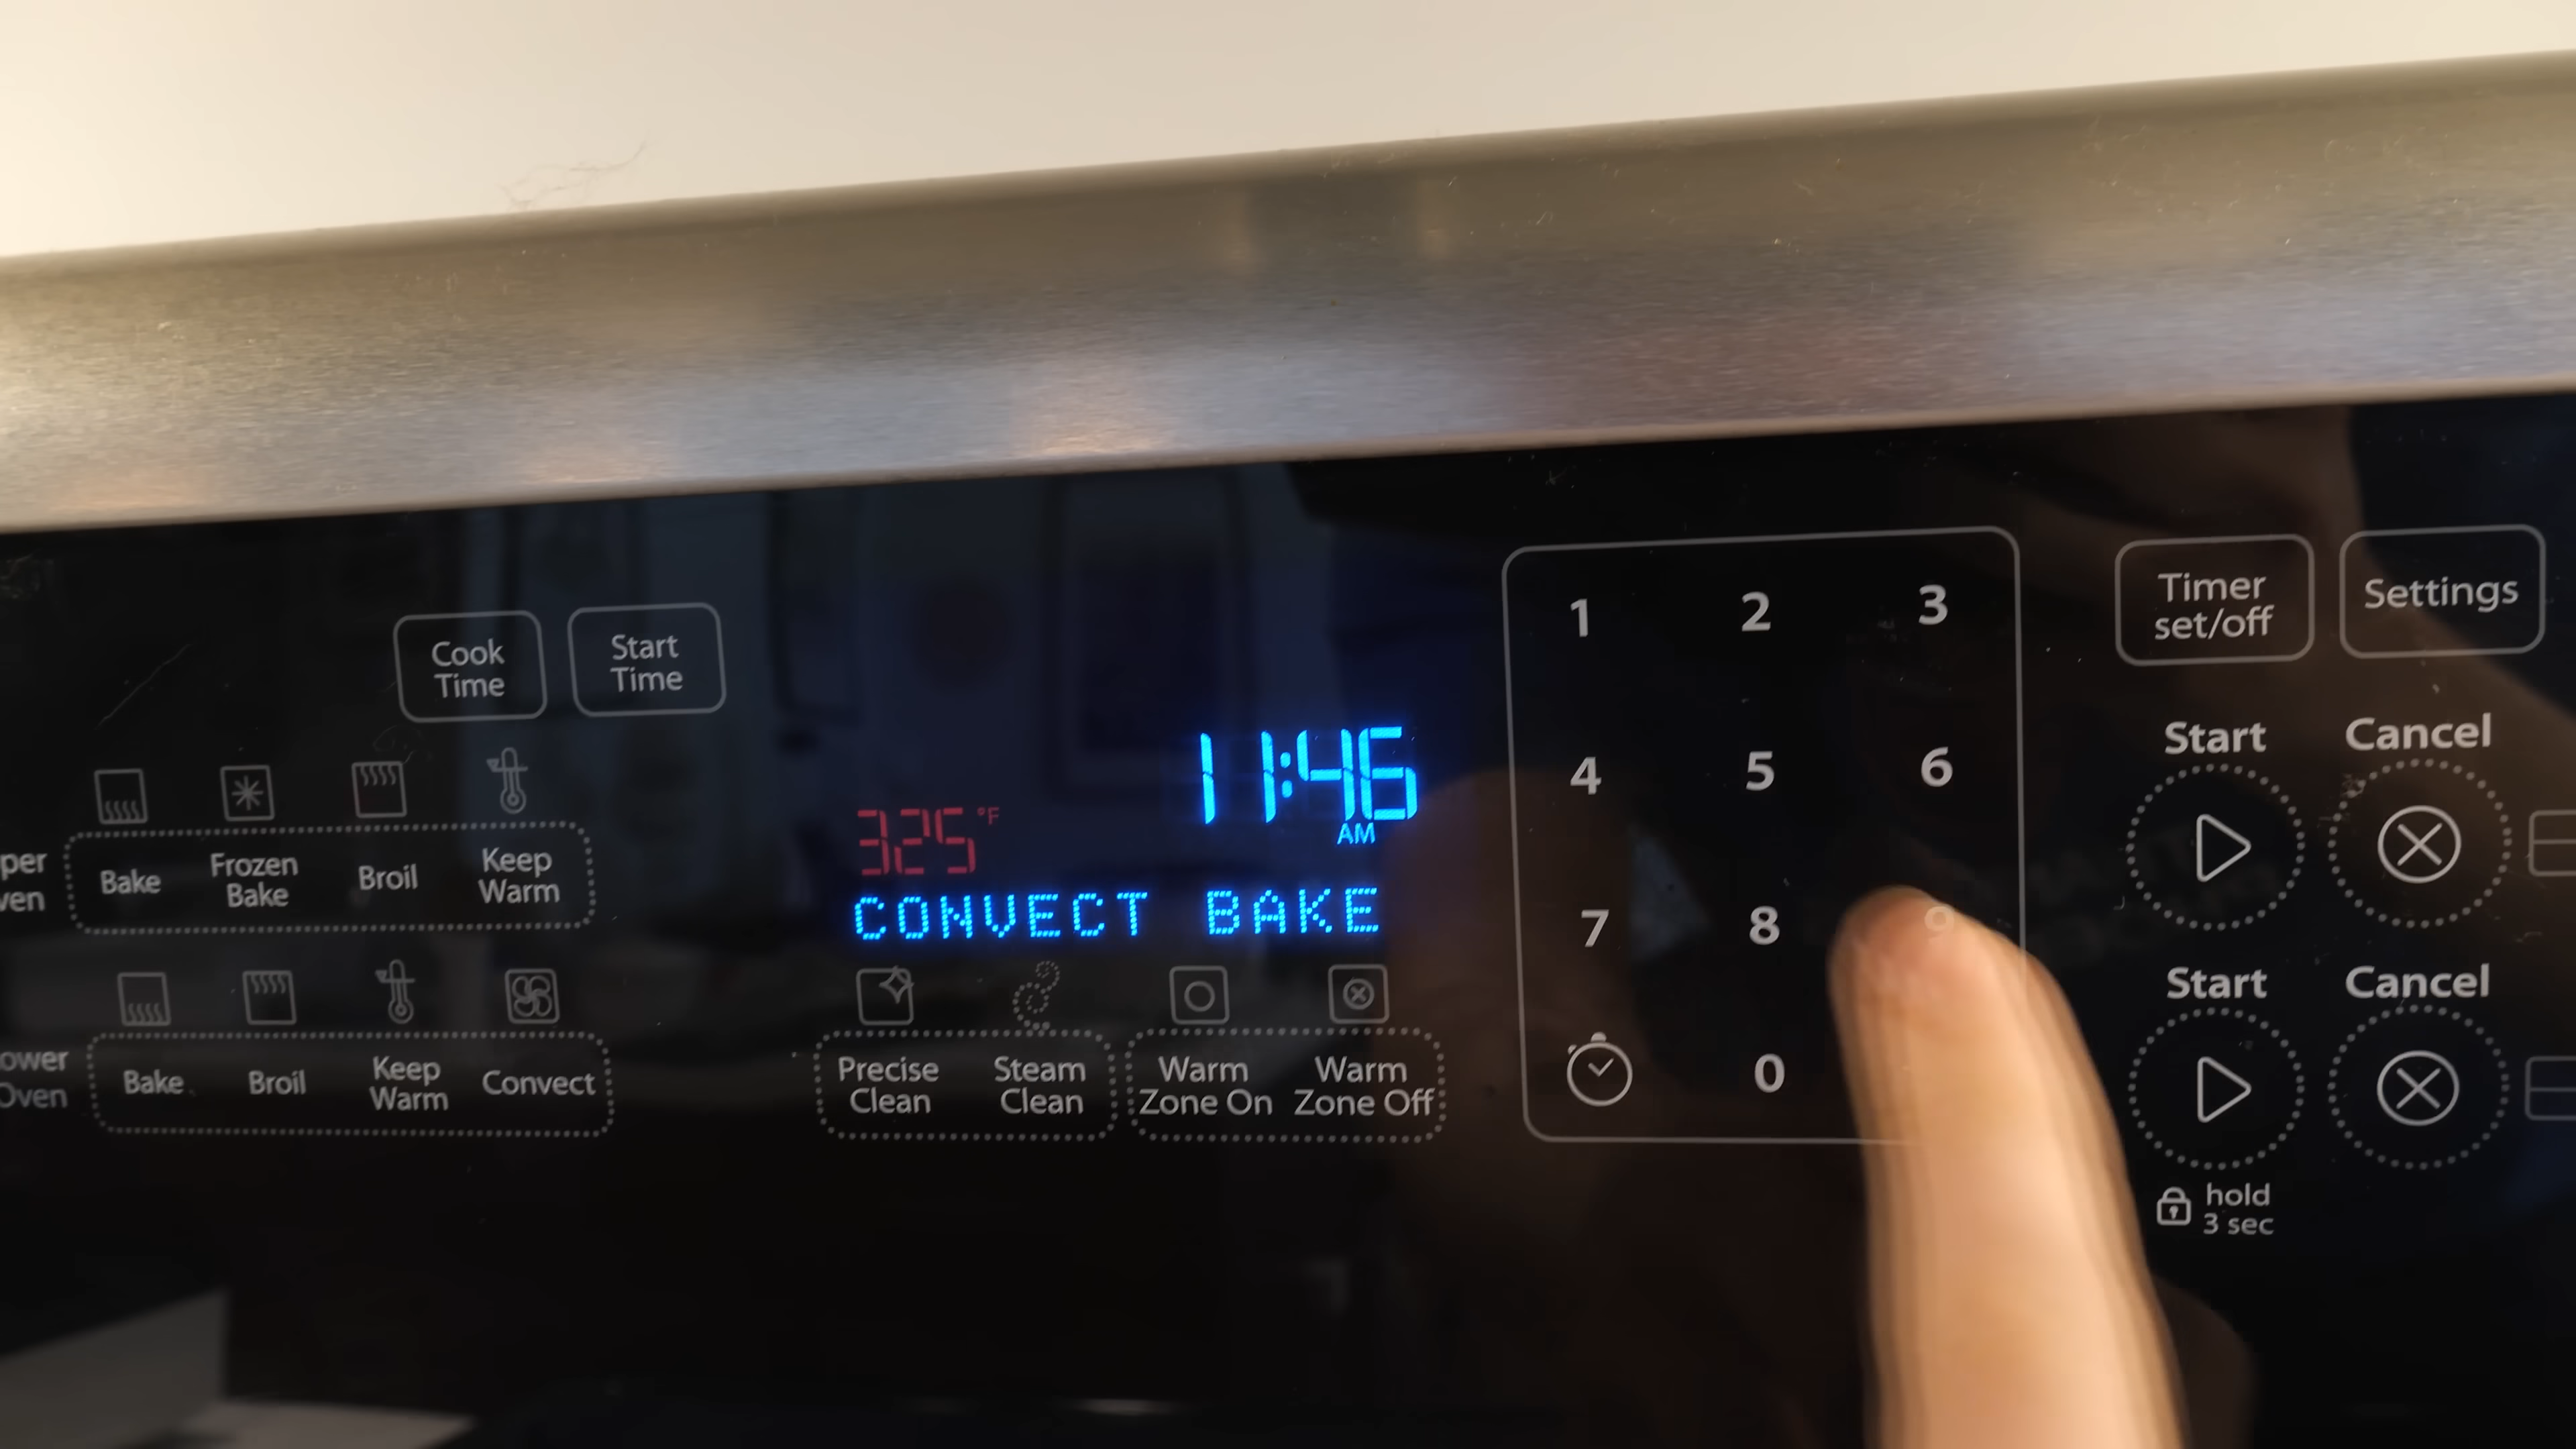 Cook
Time
Start
Time
Bake
Frozen
Bake
Broil
Keep
Warm
Bake
Broil
Keep
Warm
Convect
11:46
AM
325 °F
CONVECT BAKE
Precise
Clean
Steam
Clean
Warm
Zone On
Warm
Zone Off
1 2 3
4 5 6
7 8 9
0
Timer
set/off
Settings
Start
Cancel
Start
Cancel
hold
3 sec